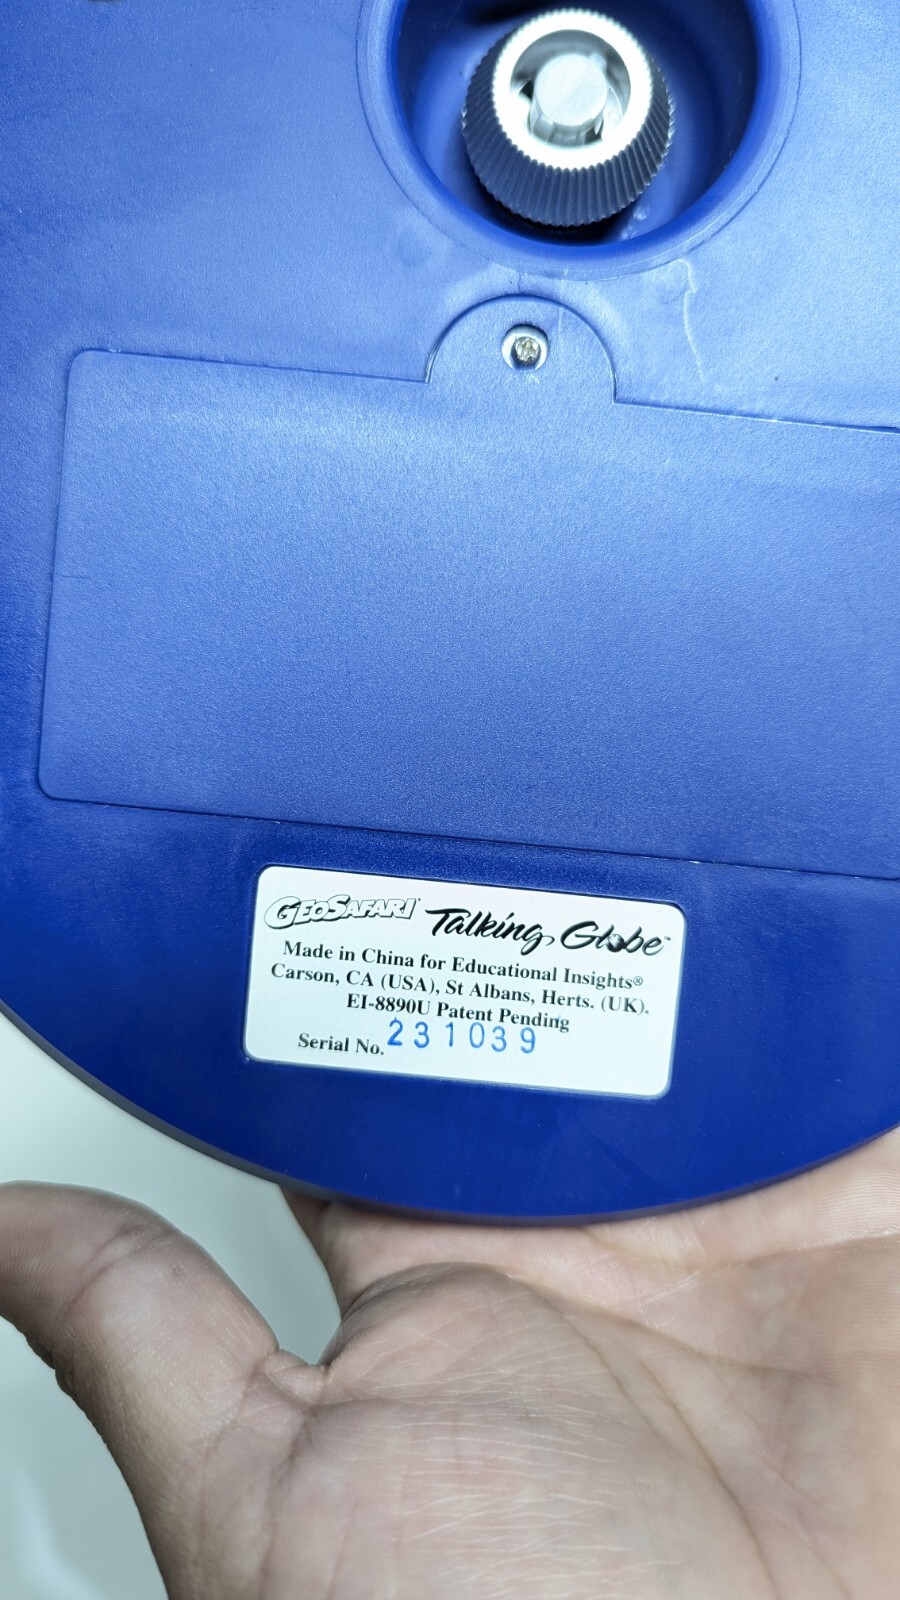 GEOSAFARI® Talking Globe™
Made in China for Educational Insights®
Carson, CA (USA), St Albans, Herts. (UK).
EI-8890U Patent Pending
Serial No. 231039